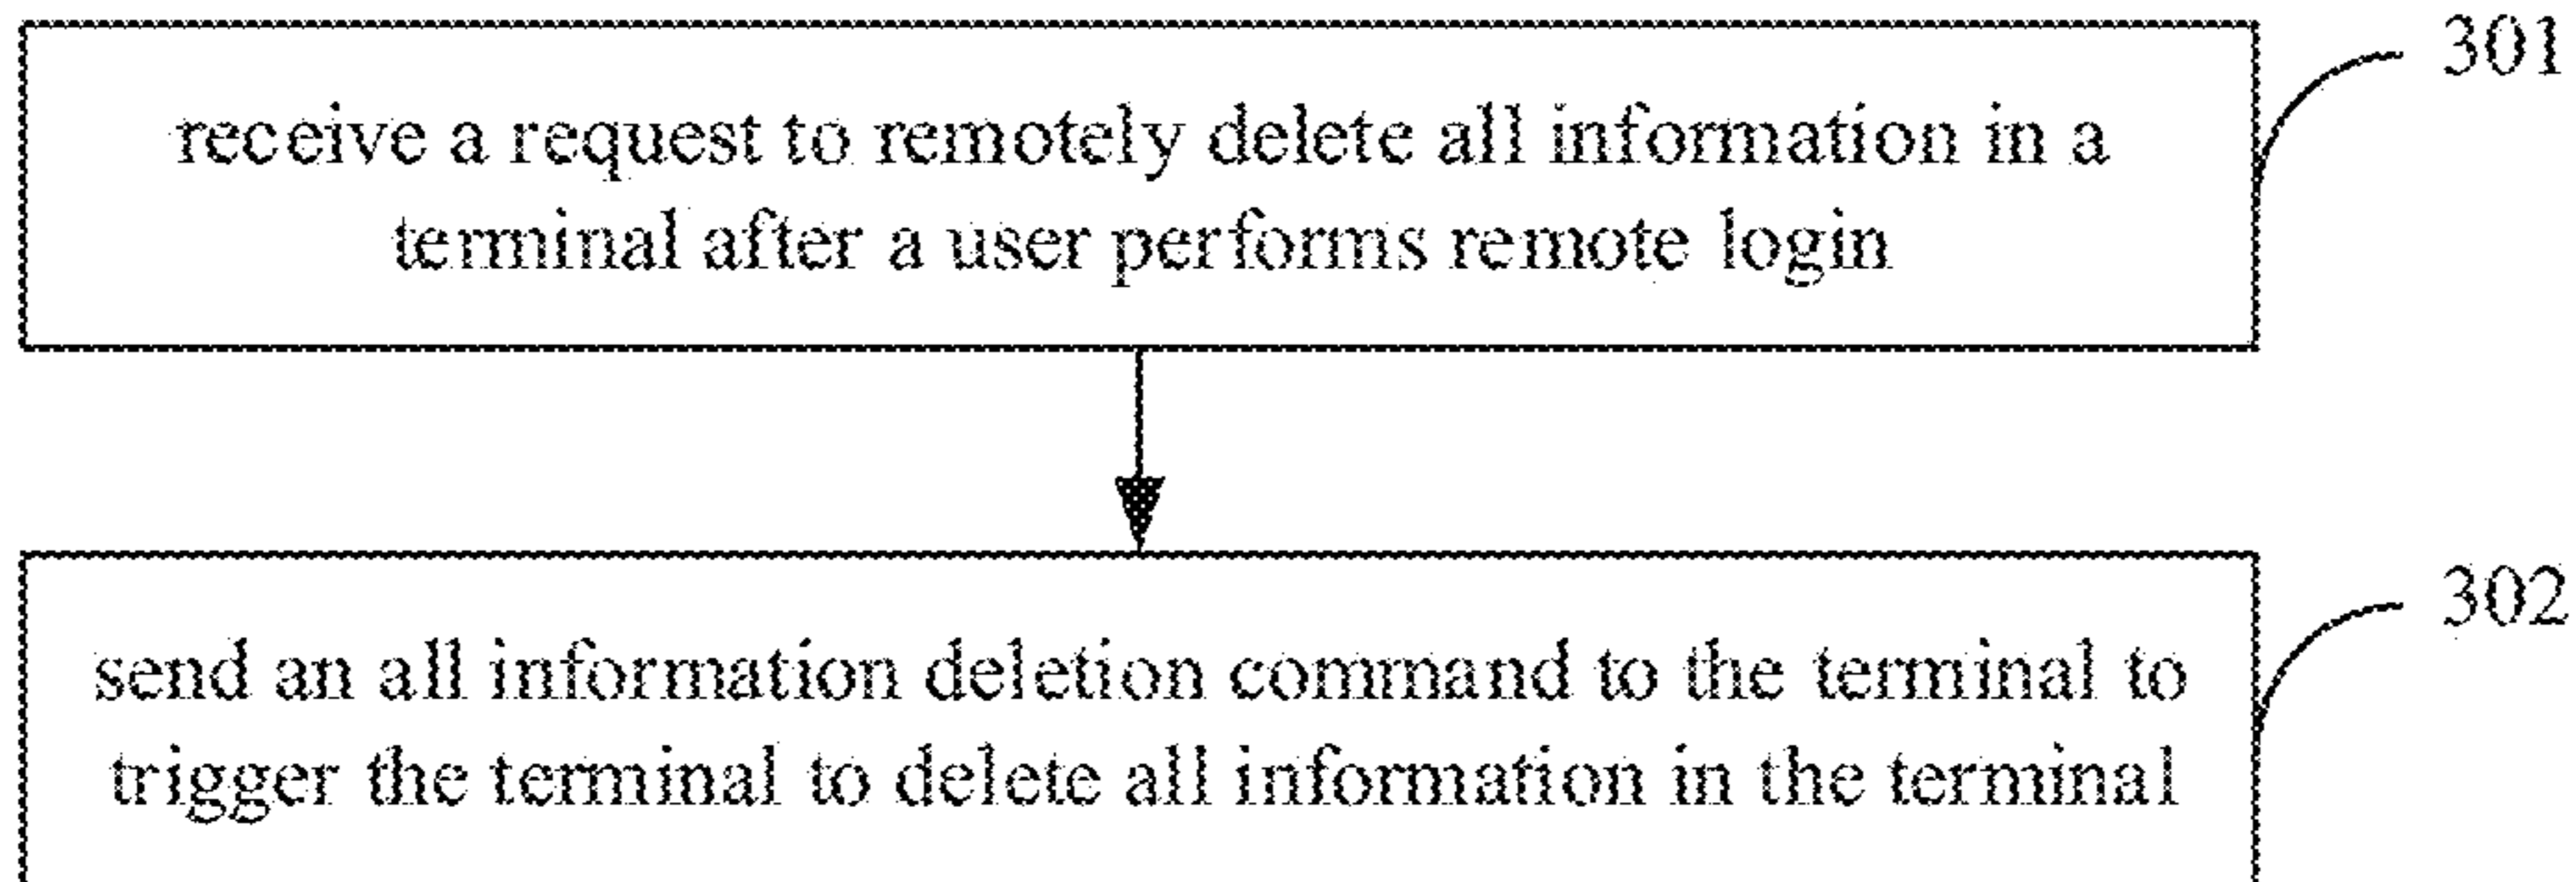 301
receive a request to remotely delete all information in a
terminal after a user performs remote login
302
send an all information deletion command to the terminal to
trigger the terminal to delete all information in the terminal